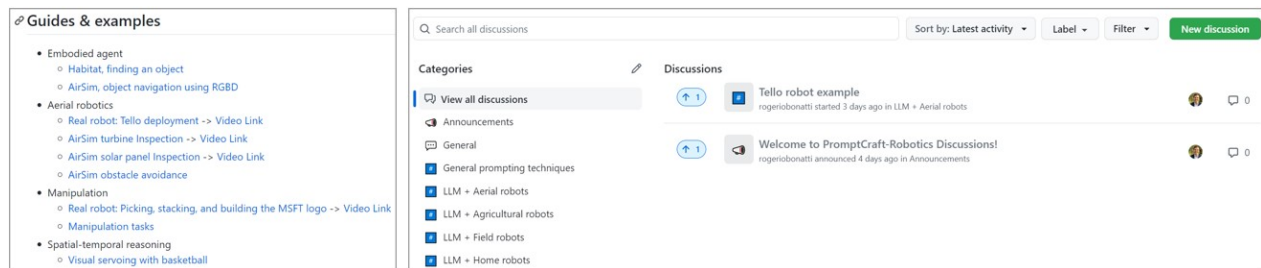 Guides & examples
Embodied agent
Habitat, finding an object
AirSim, object navigation using RGBD
Aerial robotics
Real robot: Tello deployment -> Video Link
AirSim turbine Inspection -> Video Link
AirSim solar panel Inspection -> Video Link
AirSim obstacle avoidance
Manipulation
Real robot: Picking, stacking, and building the MSFT logo -> Video Link
Manipulation tasks
Spatial-temporal reasoning
Visual servoing with basketball
Search all discussions
Sort by: Latest activity
Label
Filter
New discussion
Categories
View all discussions
Announcements
General
General prompting techniques
LLM + Aerial robots
LLM + Agricultural robots
LLM + Field robots
LLM + Home robots
Discussions
1
Tello robot example
rogeriobonatti started 3 days ago in LLM + Aerial robots
0
1
Welcome to PromptCraft-Robotics Discussions!
rogeriobonatti announced 4 days ago in Announcements
0